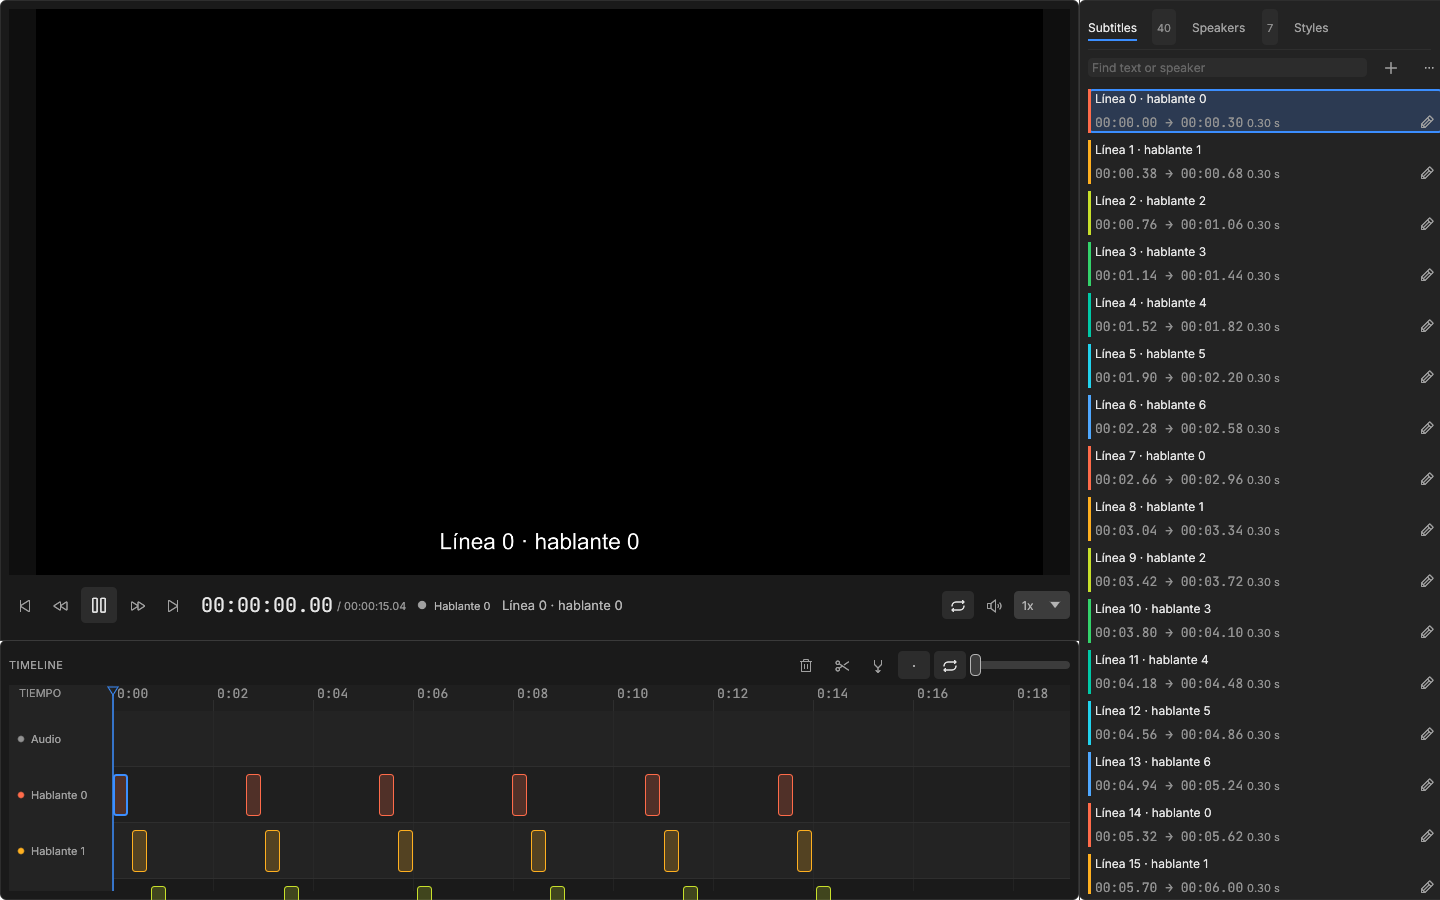 Línea 0 · hablante 0
00:00:00.00 / 00:00:15.04 Hablante 0 Línea 0 · hablante 0
1x
TIMELINE
TIEMPO 0:00 0:02 0:04 0:06 0:08 0:10 0:12 0:14 0:16 0:18
Audio
Hablante 0
Hablante 1
Subtitles 40 Speakers 7 Styles
Find text or speaker
Línea 0 · hablante 0
00:00.00 → 00:00.30 0.30 s
Línea 1 · hablante 1
00:00.38 → 00:00.68 0.30 s
Línea 2 · hablante 2
00:00.76 → 00:01.06 0.30 s
Línea 3 · hablante 3
00:01.14 → 00:01.44 0.30 s
Línea 4 · hablante 4
00:01.52 → 00:01.82 0.30 s
Línea 5 · hablante 5
00:01.90 → 00:02.20 0.30 s
Línea 6 · hablante 6
00:02.28 → 00:02.58 0.30 s
Línea 7 · hablante 0
00:02.66 → 00:02.96 0.30 s
Línea 8 · hablante 1
00:03.04 → 00:03.34 0.30 s
Línea 9 · hablante 2
00:03.42 → 00:03.72 0.30 s
Línea 10 · hablante 3
00:03.80 → 00:04.10 0.30 s
Línea 11 · hablante 4
00:04.18 → 00:04.48 0.30 s
Línea 12 · hablante 5
00:04.56 → 00:04.86 0.30 s
Línea 13 · hablante 6
00:04.94 → 00:05.24 0.30 s
Línea 14 · hablante 0
00:05.32 → 00:05.62 0.30 s
Línea 15 · hablante 1
00:05.70 → 00:06.00 0.30 s